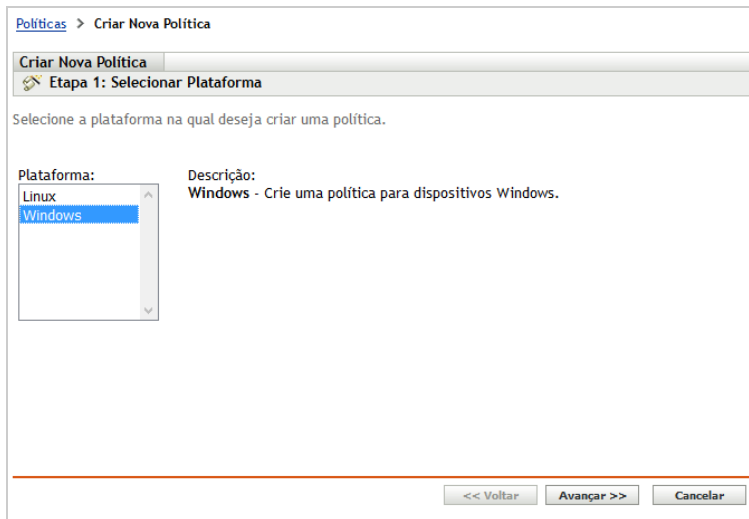 Políticas > Criar Nova Política
Criar Nova Política
Etapa 1: Selecionar Plataforma
Selecione a plataforma na qual deseja criar uma política.
Plataforma:
Linux
Windows
Descrição:
Windows - Crie uma política para dispositivos Windows.
<< Voltar
Avançar >>
Cancelar